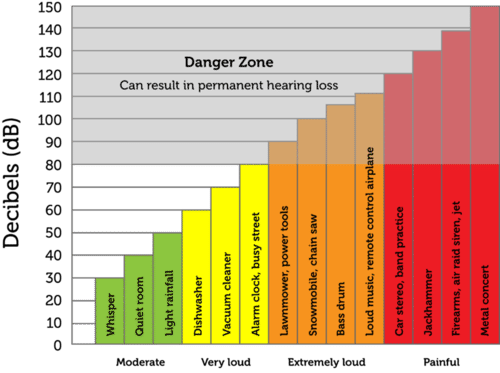 Decibels (dB)
150
140
130
120
110
100
90
80
70
60
50
40
30
20
10
0
Danger Zone
Can result in permanent hearing loss
Whisper
Quiet room
Light rainfall
Dishwasher
Vacuum cleaner
Alarm clock, busy street
Lawnmower, power tools
Snowmobile, chain saw
Bass drum
Loud music, remote control airplane
Car stereo, band practice
Jackhammer
Firearms, air raid siren, jet
Metal concert
Moderate
Very loud
Extremely loud
Painful